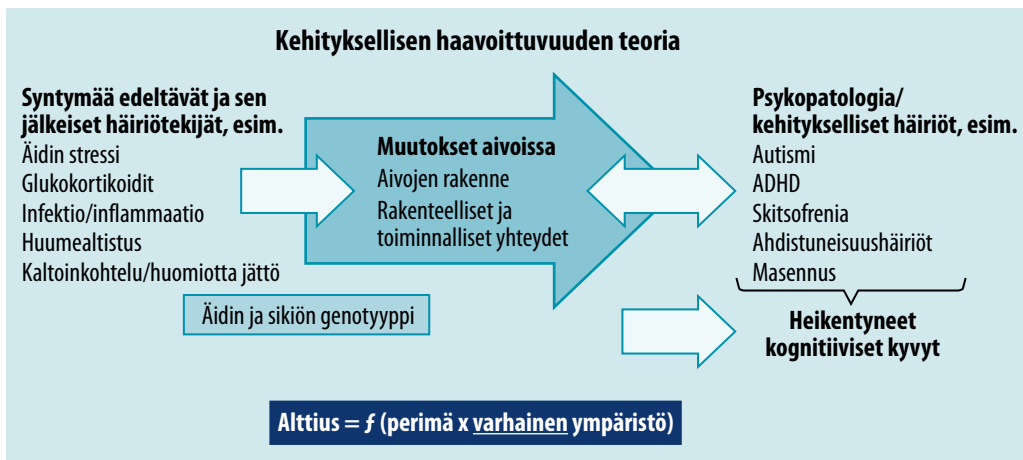 Kehityksellisen haavoittuvuuden teoria
Syntymää edeltävät ja sen
jälkeiset häiriötekijät, esim.
Äidin stressi
Glukokortikoidit
Infektio/inflammaatio
Huumealtistus
Kaltoinkohtelu/huomiotta jättö
Äidin ja sikiön genotyyppi
Muutokset aivoissa
Aivojen rakenne
Rakenteelliset ja
toiminnalliset yhteydet
Psykopatologia/
kehitykselliset häiriöt, esim.
Autismi
ADHD
Skitsofrenia
Ahdistuneisuushäiriöt
Masennus
Heikentyneet
kognitiiviset kyvyt
Alttius = ƒ (perimä x varhainen ympäristö)